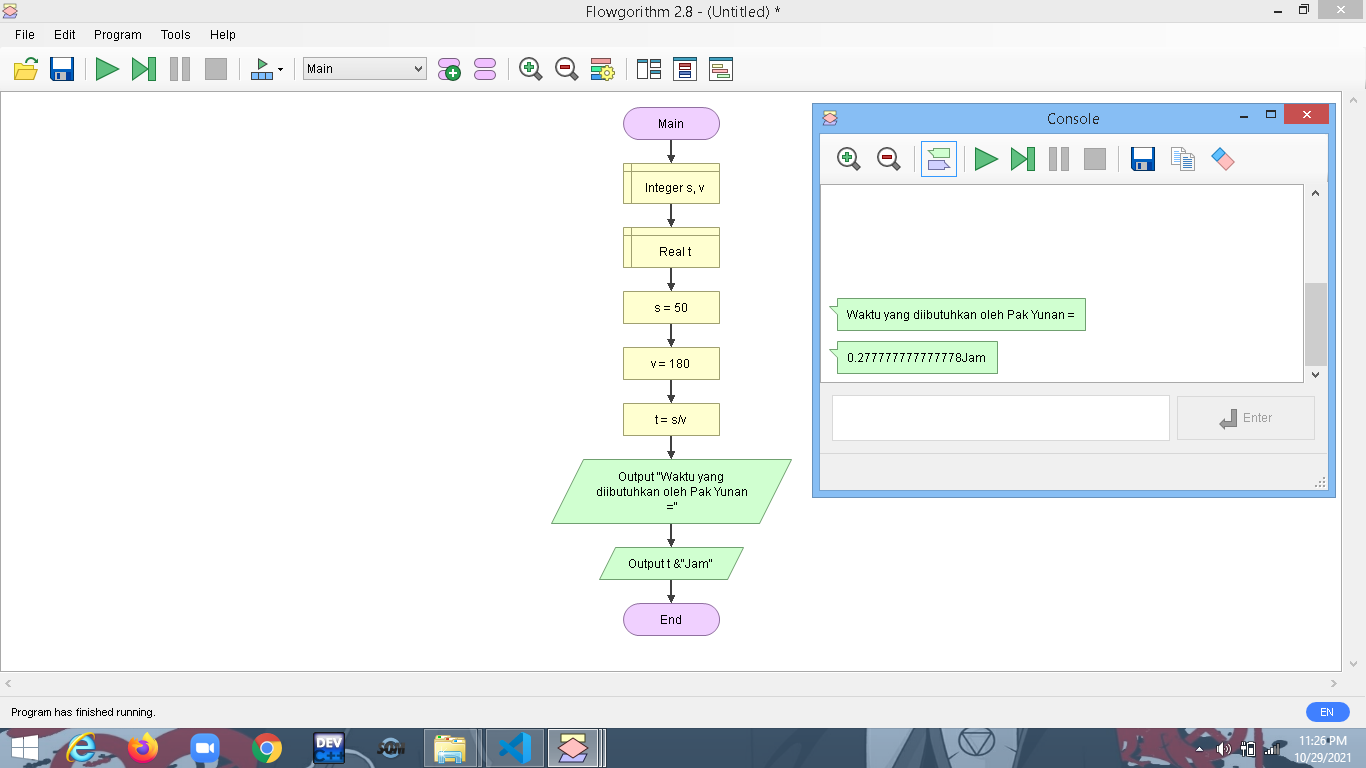 Flowgorithm 2.8 - (Untitled) *
File Edit Program Tools Help
Main
Main
Integer s, v
Real t
s = 50
v = 180
t = s/v
Output "Waktu yang
diibutuhkan oleh Pak Yunan
="
Output t &"Jam"
End
Console
Waktu yang diibutuhkan oleh Pak Yunan =
0.277777777777778Jam
Enter
Program has finished running.
EN
DEV
C++
11:26 PM
10/29/2021